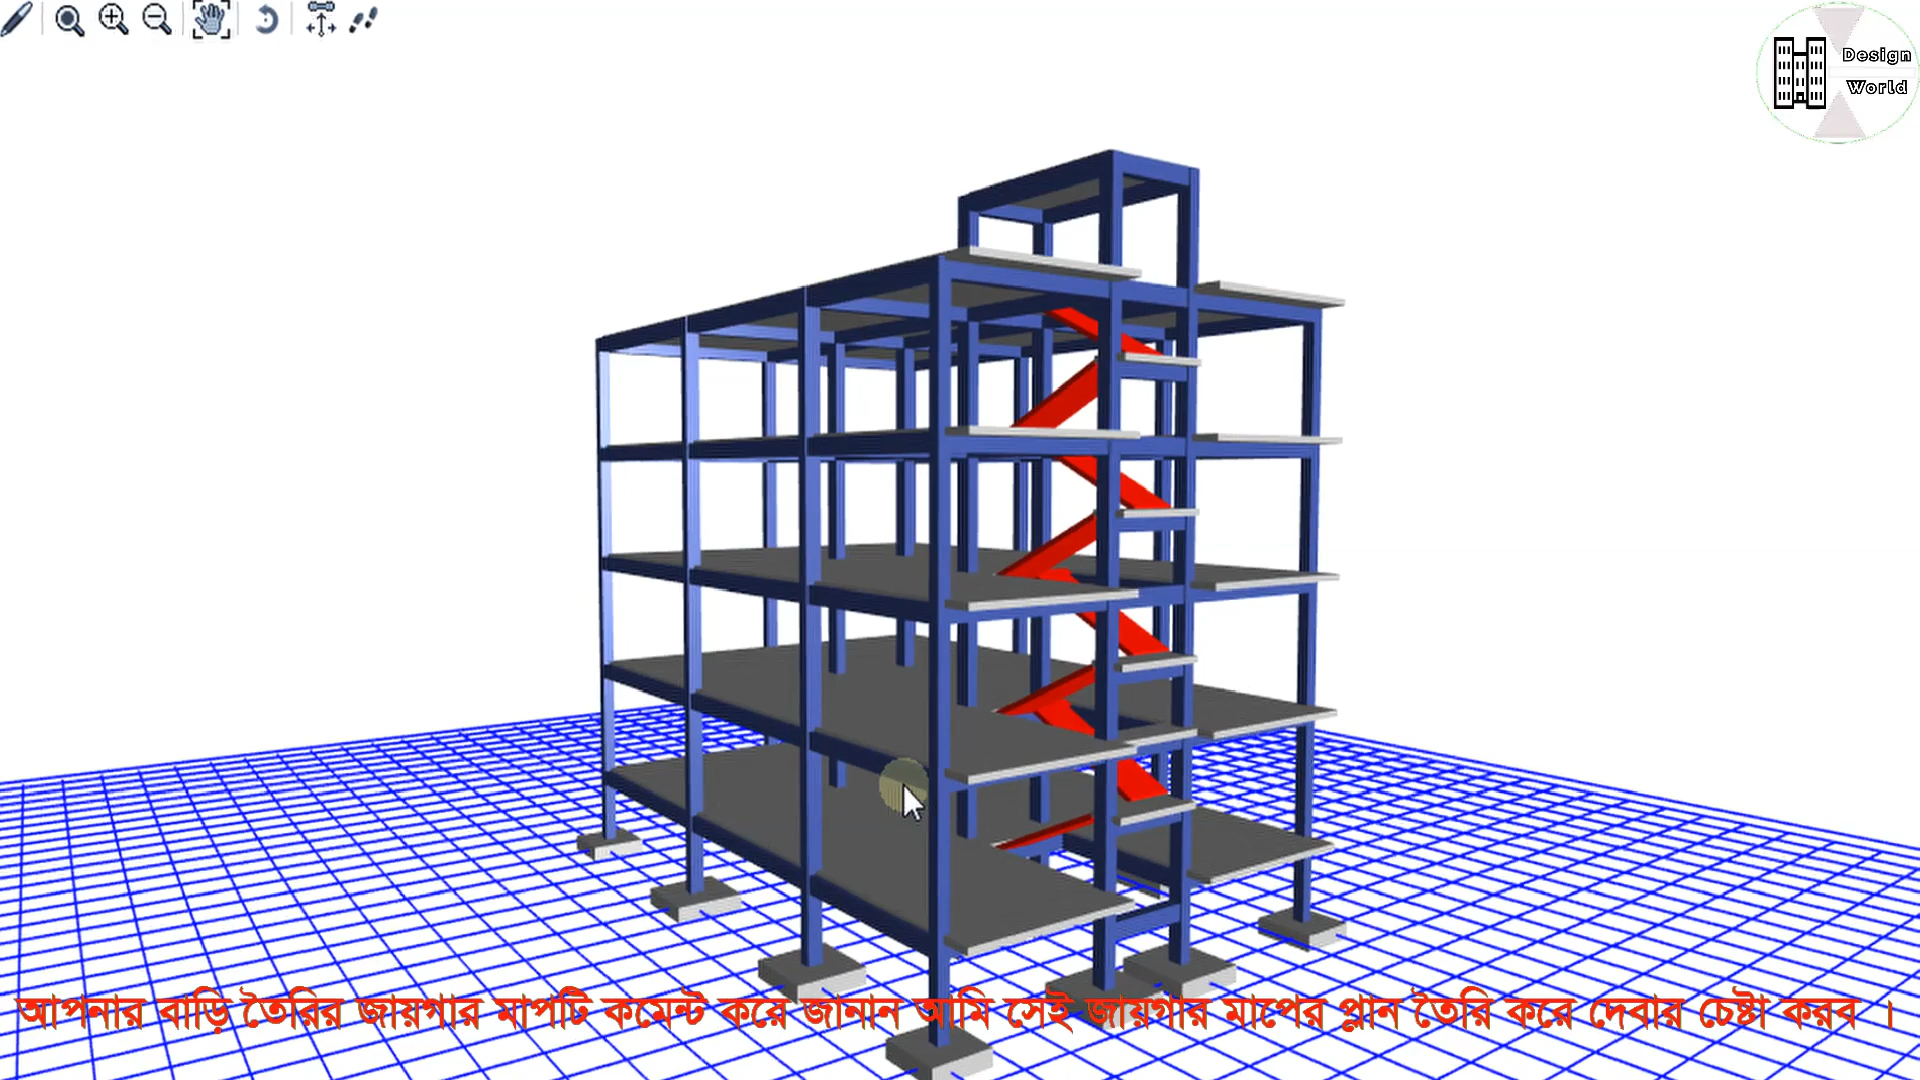 Design
World
আপনার বাড়ি তৈরির জায়গার মাপটি কমেন্ট করে জানান আমি সেই জায়গার মাপের প্লান তৈরি করে দেবার চেষ্টা করব ।